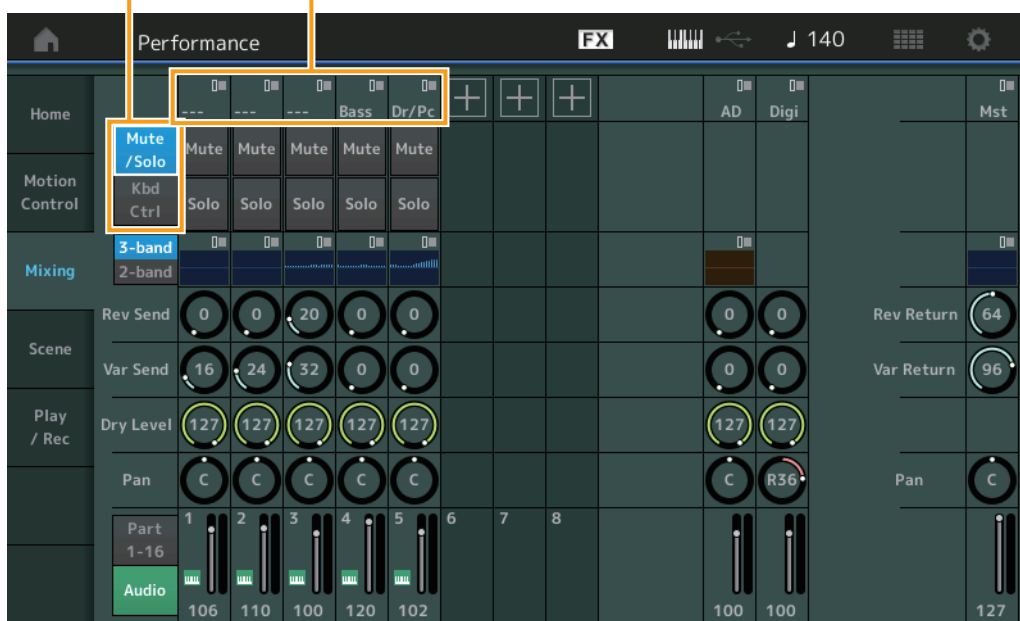 Performance FX 140
Home
--- --- --- Bass Dr/Pc AD Digi Mst
Mute /Solo
Mute Mute Mute Mute Mute
Kbd Ctrl
Solo Solo Solo Solo Solo
Motion Control
3-band
2-band
Mixing
Rev Send 0 0 20 0 0 0 0 Rev Return 64
Scene
Var Send 16 24 32 0 0 0 0 Var Return 96
Play / Rec
Dry Level 127 127 127 127 127 127 127
Pan C C C C C C R36 Pan C
Part 1-16
1 2 3 4 5 6 7 8
Audio
106 110 100 120 102 100 100 127